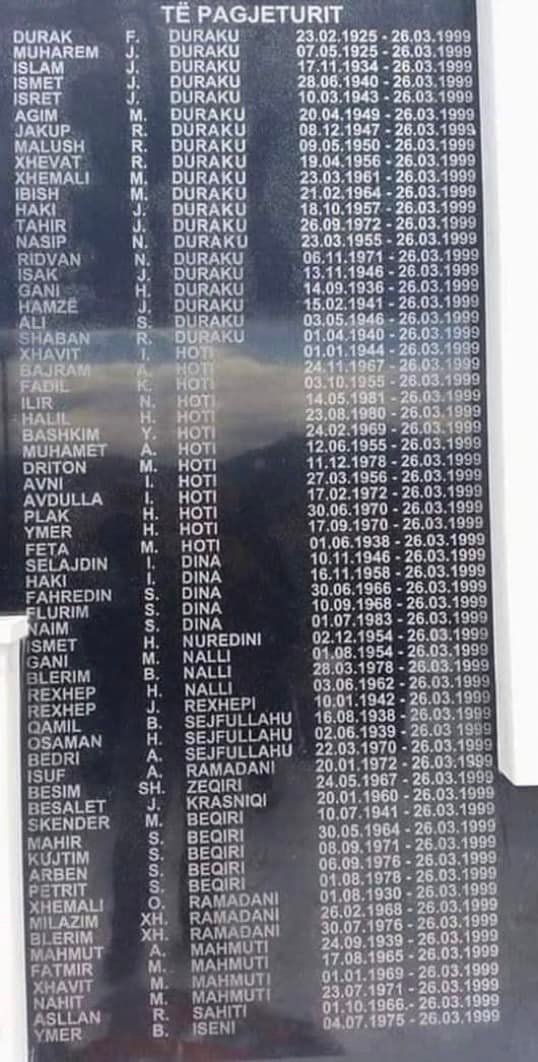 TË PAGJETURIT
DURAK F. DURAKU 23.02.1925 - 26.03.1999
MUHAREM J. DURAKU 07.05.1925 - 26.03.1999
ISLAM J. DURAKU 17.11.1934 - 26.03.1999
ISMET J. DURAKU 28.06.1940 - 26.03.1999
ISRET J. DURAKU 10.03.1943 - 26.03.1999
AGIM M. DURAKU 20.04.1949 - 26.03.1999
JAKUP R. DURAKU 08.12.1947 - 26.03.1999
MALUSH R. DURAKU 09.05.1950 - 26.03.1999
XHEVAT R. DURAKU 19.04.1956 - 26.03.1999
XHEMALI M. DURAKU 23.03.1961 - 26.03.1999
IBISH M. DURAKU 21.02.1964 - 26.03.1999
HAKI J. DURAKU 18.10.1957 - 26.03.1999
TAHIR J. DURAKU 26.09.1972 - 26.03.1999
NASIP N. DURAKU 23.03.1955 - 26.03.1999
RIDVAN N. DURAKU 06.11.1971 - 26.03.1999
ISAK J. DURAKU 13.11.1946 - 26.03.1999
GANI H. DURAKU 14.09.1936 - 26.03.1999
HAMZË J. DURAKU 15.02.1941 - 26.03.1999
ALI S. DURAKU 03.05.1946 - 26.03.1999
SHABAN R. DURAKU 01.04.1940 - 26.03.1999
XHAVIT I. HOTI 01.01.1944 - 26.03.1999
BAJRAM A. HOTI 24.11.1967 - 26.03.1999
FADIL K. HOTI 03.10.1955 - 26.03.1999
ILIR N. HOTI 14.05.1981 - 26.03.1999
HALIL H. HOTI 23.08.1980 - 26.03.1999
BASHKIM Y. HOTI 24.02.1969 - 26.03.1999
MUHAMET A. HOTI 12.06.1955 - 26.03.1999
DRITON M. HOTI 11.12.1978 - 26.03.1999
AVNI I. HOTI 27.03.1956 - 26.03.1999
AVDULLA I. HOTI 17.02.1972 - 26.03.1999
PLAK H. HOTI 30.06.1970 - 26.03.1999
YMER H. HOTI 17.09.1970 - 26.03.1999
FETA M. HOTI 01.06.1938 - 26.03.1999
SELAJDIN I. DINA 10.11.1946 - 26.03.1999
HAKI I. DINA 16.11.1958 - 26.03.1999
FAHREDIN S. DINA 30.06.1966 - 26.03.1999
FLURIM S. DINA 10.09.1968 - 26.03.1999
NAIM S. DINA 01.07.1983 - 26.03.1999
ISMET H. NUREDINI 02.12.1954 - 26.03.1999
GANI M. NALLI 01.08.1954 - 26.03.1999
BLERIM B. NALLI 28.03.1978 - 26.03.1999
REXHEP H. NALLI 03.06.1962 - 26.03.1999
REXHEP J. REXHEPI 10.01.1942 - 26.03.1999
QAMIL B. SEJFULLAHU 16.08.1938 - 26.03.1999
OSAMAN H. SEJFULLAHU 02.06.1939 - 26.03.1999
BEDRI A. SEJFULLAHU 22.03.1970 - 26.03.1999
ISUF A. RAMADANI 20.01.1972 - 26.03.1999
BESIM SH. ZEQIRI 24.05.1967 - 26.03.1999
BESALET J. KRASNIQI 20.01.1960 - 26.03.1999
SKENDER M. BEQIRI 10.07.1941 - 26.03.1999
MAHIR S. BEQIRI 30.05.1964 - 26.03.1999
KUJTIM S. BEQIRI 08.09.1971 - 26.03.1999
ARBEN S. BEQIRI 06.09.1976 - 26.03.1999
PETRIT S. BEQIRI 01.08.1978 - 26.03.1999
XHEMALI O. RAMADANI 01.08.1930 - 26.03.1999
MILAZIM XH. RAMADANI 26.02.1968 - 26.03.1999
BLERIM XH. RAMADANI 30.07.1976 - 26.03.1999
MAHMUT A. MAHMUTI 24.09.1939 - 26.03.1999
FATMIR M. MAHMUTI 17.08.1965 - 26.03.1999
XHAVIT M. MAHMUTI 01.01.1969 - 26.03.1999
NAHIT M. MAHMUTI 23.07.1971 - 26.03.1999
ASLLAN R. SAHITI 01.10.1966.- 26.03.1999
YMER B. ISENI 04.07.1975 - 26.03.1999